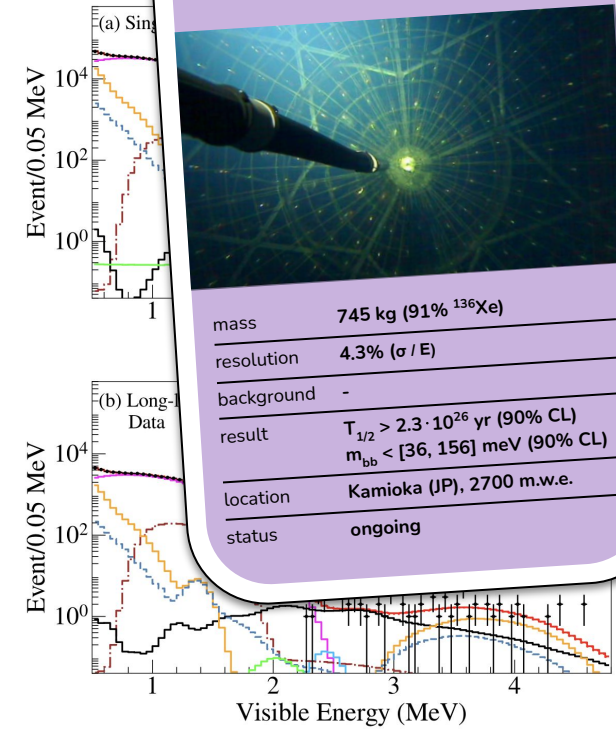 (a) Sing
Event/0.05 MeV
10⁴
10²
10⁰
1
mass 745 kg (91% ¹³⁶Xe)
resolution 4.3% (σ / E)
background -
result T₁/₂ > 2.3·10²⁶ yr (90% CL)
m_bb < [36, 156] meV (90% CL)
location Kamioka (JP), 2700 m.w.e.
status ongoing
(b) Long-
Data
Event/0.05 MeV
10⁴
10²
10⁰
1 2 3 4
Visible Energy (MeV)